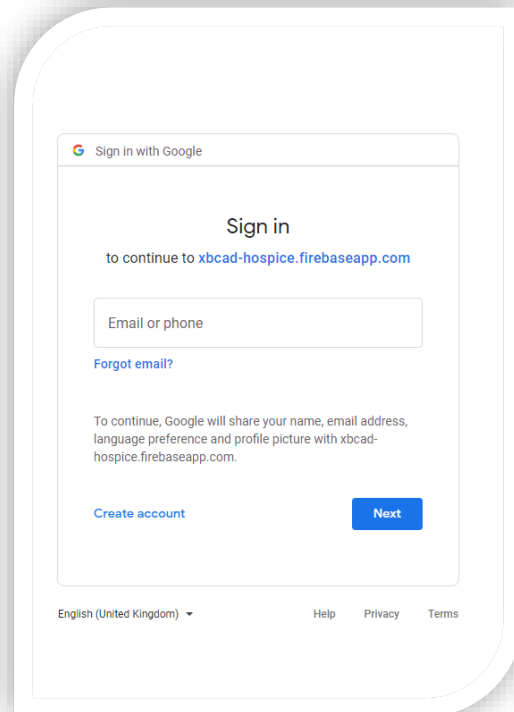 Sign in with Google
Sign in
to continue to xbcad-hospice.firebaseapp.com
Email or phone
Forgot email?
To continue, Google will share your name, email address,
language preference and profile picture with xbcad-
hospice.firebaseapp.com.
Create account
Next
English (United Kingdom)
Help
Privacy
Terms